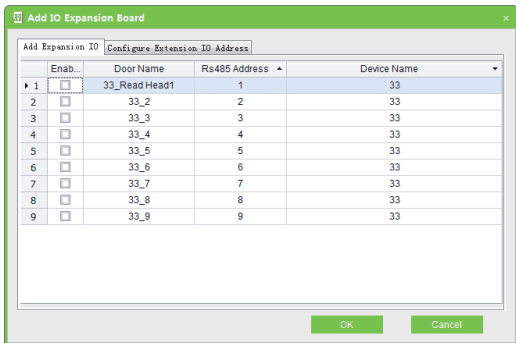 Add IO Expansion Board
Add Expansion IO Configure Extension IO Address
Enab... Door Name Rs485 Address Device Name
1 33_Read Head1 1 33
2 33_2 2 33
3 33_3 3 33
4 33_4 4 33
5 33_5 5 33
6 33_6 6 33
7 33_7 7 33
8 33_8 8 33
9 33_9 9 33
OK Cancel